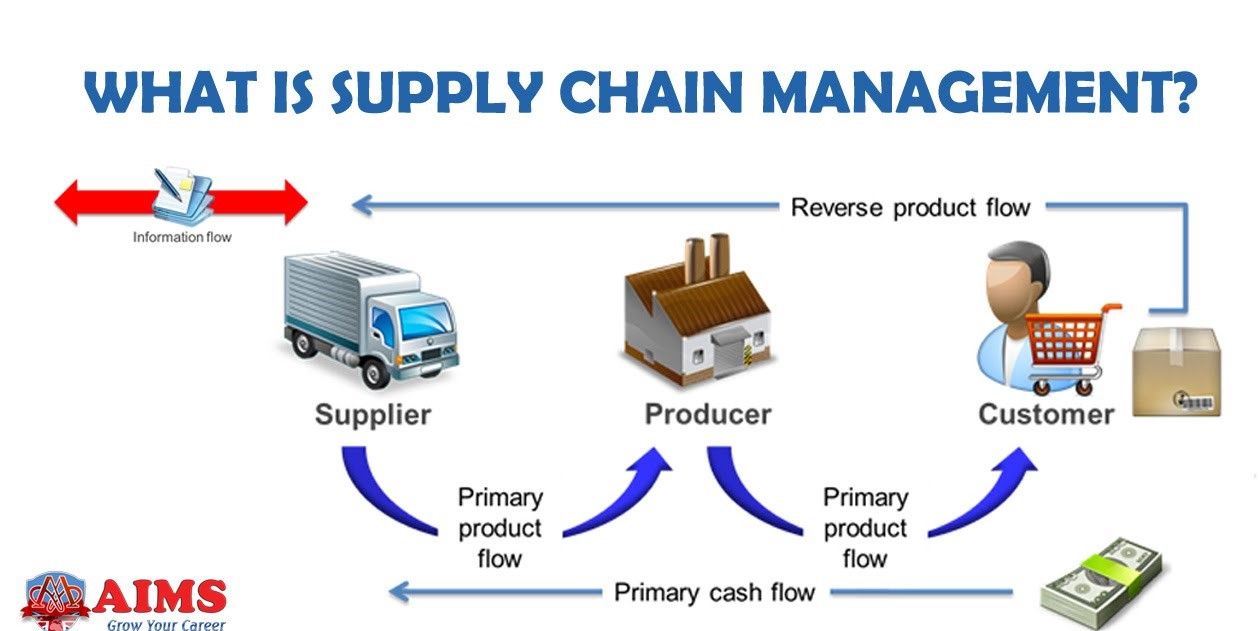 WHAT IS SUPPLY CHAIN MANAGEMENT?
Information flow
Reverse product flow
Supplier
Producer
Customer
Primary
product
flow
Primary
product
flow
Primary cash flow
AIMS
Grow Your Career